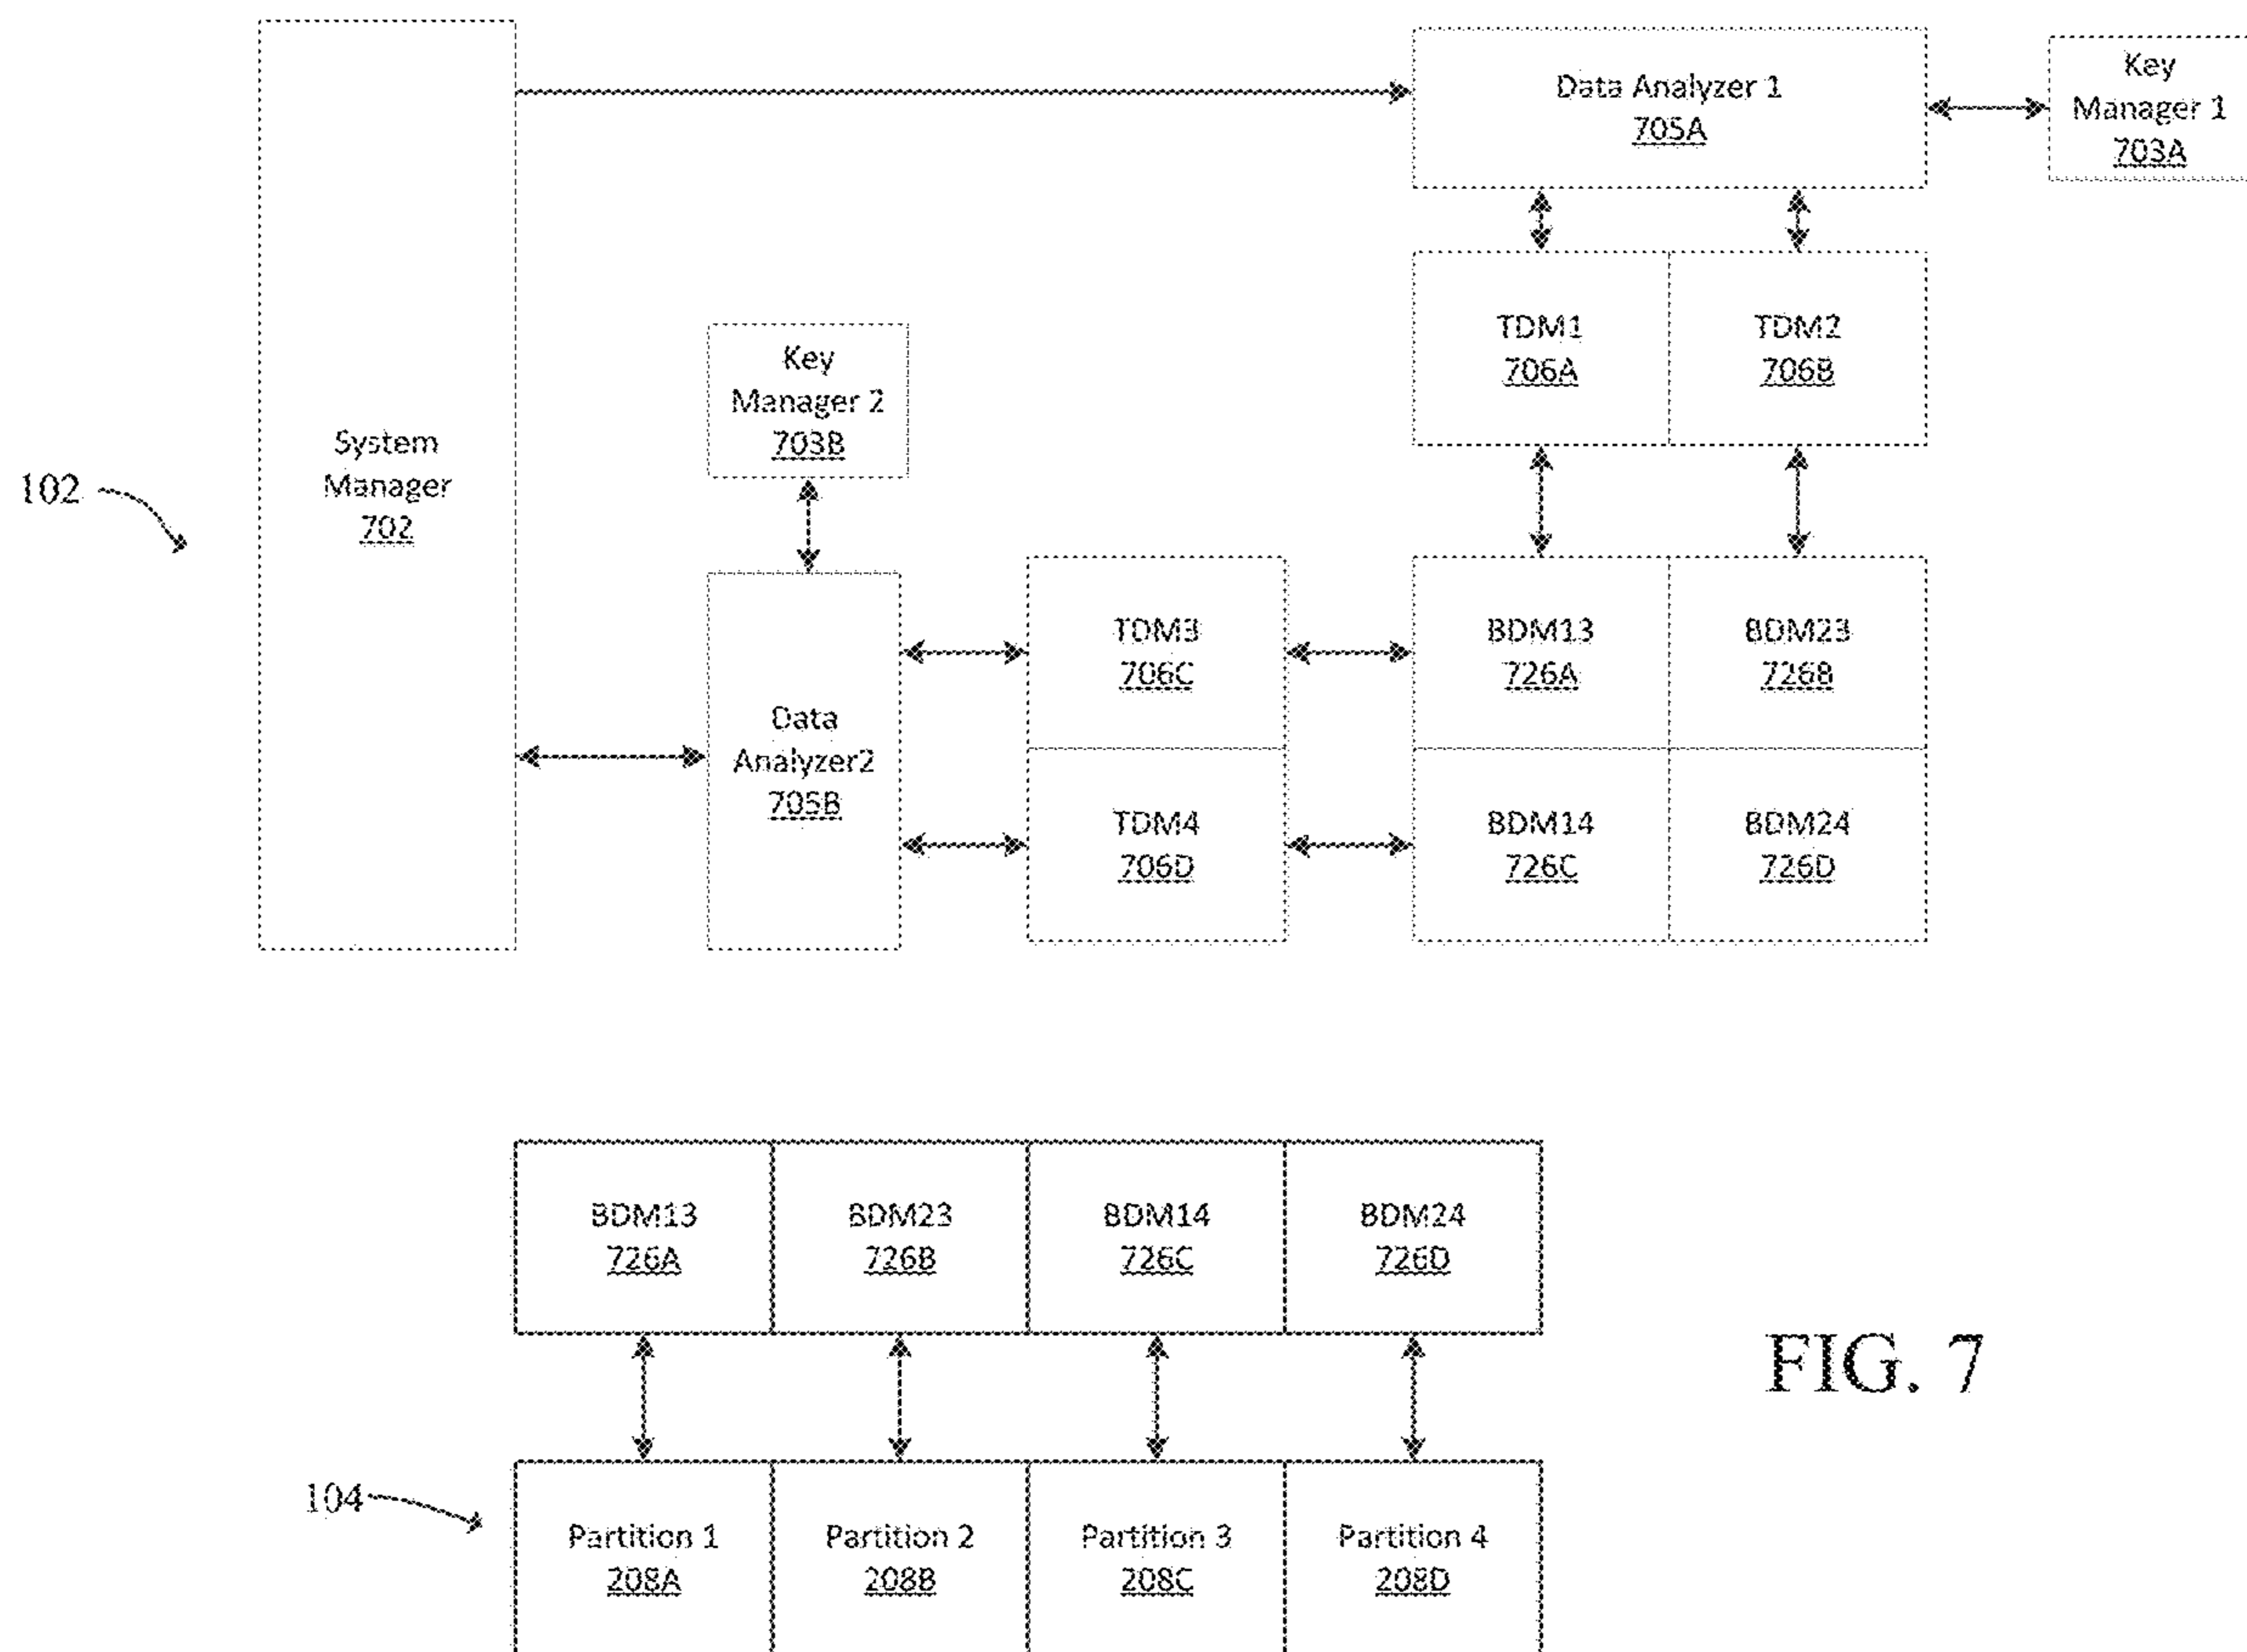 Data Analyzer 1
705A
Key
Manager 1
703A
TDM1
706A
TDM2
706B
Key
Manager 2
703B
System
Manager
702
102
TDM3
706C
BDM13
726A
BDM23
726B
Data
Analyzer2
705B
TDM4
706D
BDM14
726C
BDM24
726D
BDM13
726A
BDM23
726B
BDM14
726C
BDM24
726D
FIG. 7
104
Partition 1
208A
Partition 2
208B
Partition 3
208C
Partition 4
208D